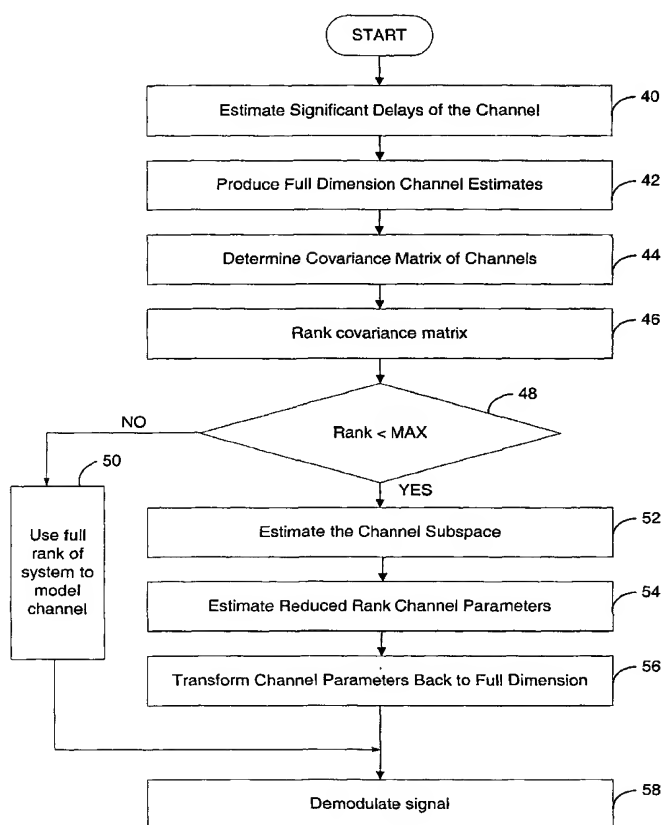 START
Estimate Significant Delays of the Channel
40
Produce Full Dimension Channel Estimates
42
Determine Covariance Matrix of Channels
44
Rank covariance matrix
46
Rank < MAX
48
NO
YES
50
Use full
rank of
system to
model
channel
Estimate the Channel Subspace
52
Estimate Reduced Rank Channel Parameters
54
Transform Channel Parameters Back to Full Dimension
56
Demodulate signal
58